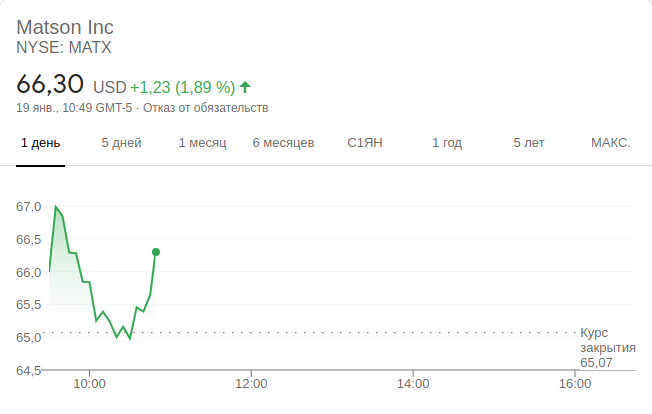 Matson Inc
NYSE: MATX
66,30 USD +1,23 (1,89 %)
19 янв., 10:49 GMT-5 · Отказ от обязательств
1 день 5 дней 1 месяц 6 месяцев С1ЯН 1 год 5 лет МАКС.
67,0
66,5
66,0
65,5
65,0
64,5
Курс
закрытия
65,07
10:00 12:00 14:00 16:00